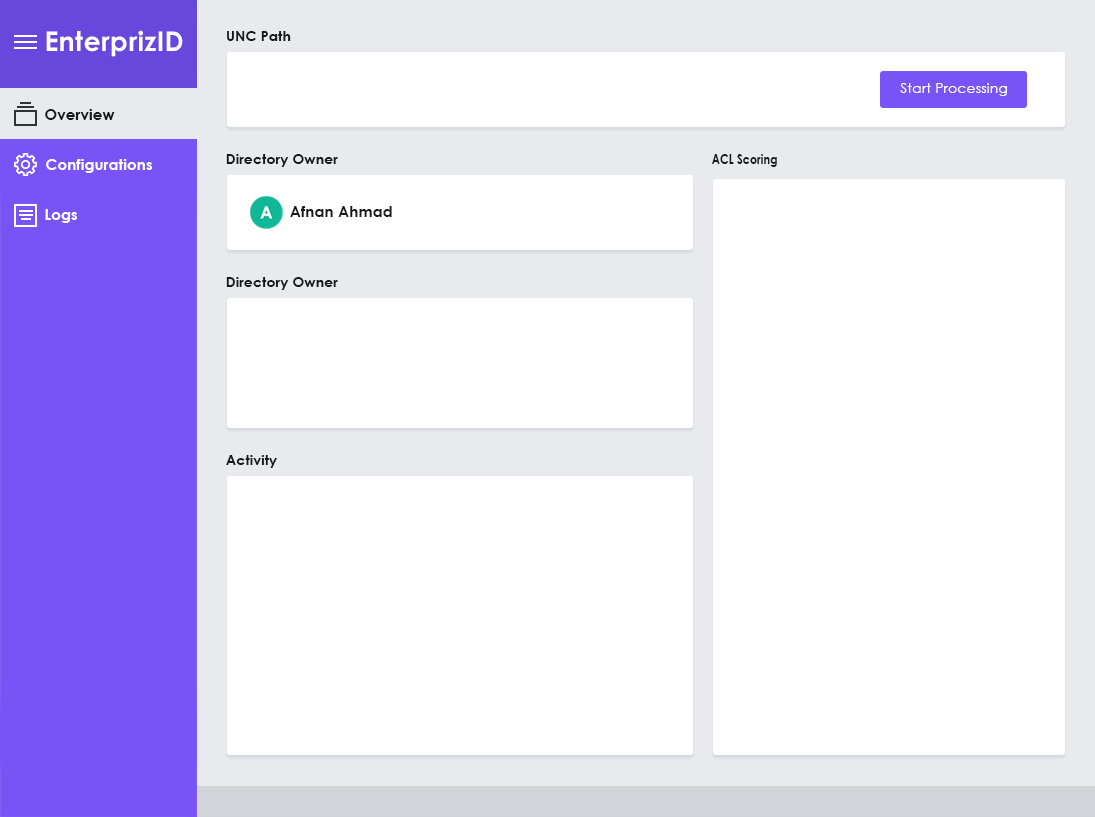 EnterprizID
Overview
Configurations
Logs
UNC Path
Start Processing
Directory Owner
A Afnan Ahmad
Directory Owner
Activity
ACL Scoring